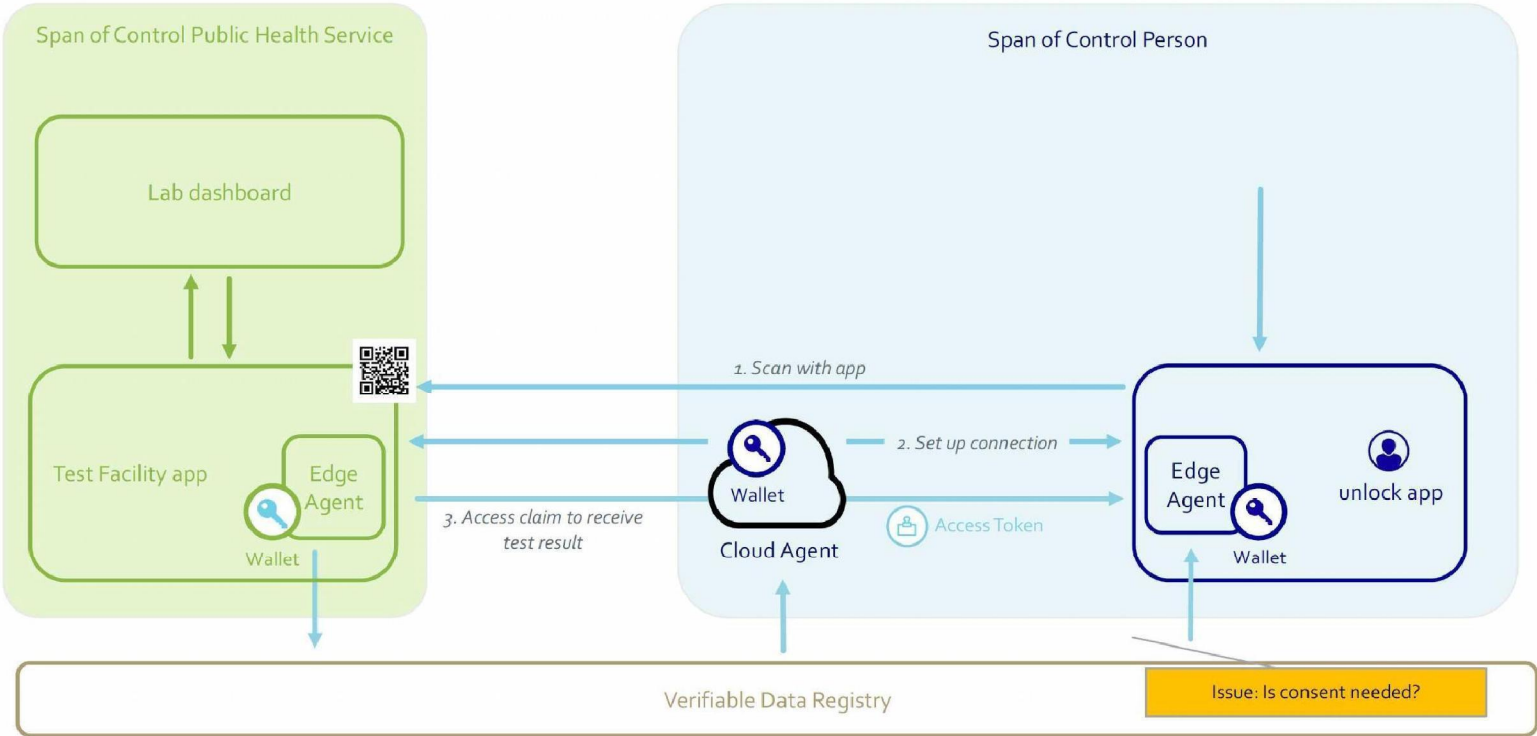 Span of Control Public Health Service
Span of Control Person
Lab dashboard
1. Scan with app
2. Set up connection
Test Facility app
Edge
Agent
Wallet
3. Access claim to receive
test result
Wallet
Cloud Agent
Access Token
Edge
Agent
Wallet
unlock app
Verifiable Data Registry
Issue: Is consent needed?